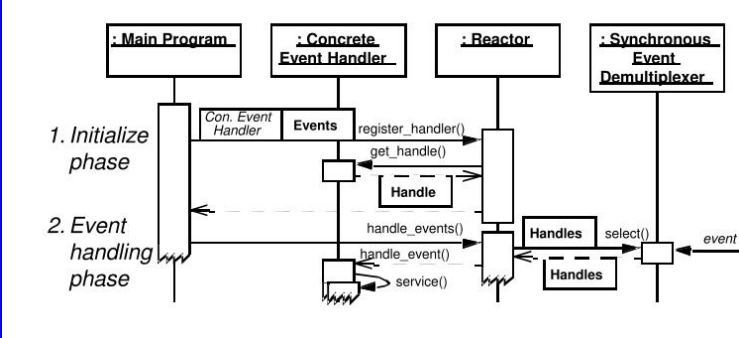 : Main Program
: Concrete
Event Handler
: Reactor
: Synchronous
Event
Demultiplexer
Con. Event
Handler
Events
register_handler()
1. Initialize
phase
get_handle()
Handle
2. Event
handling
phase
handle_events()
Handles
select()
event
handle_event()
Handles
service()